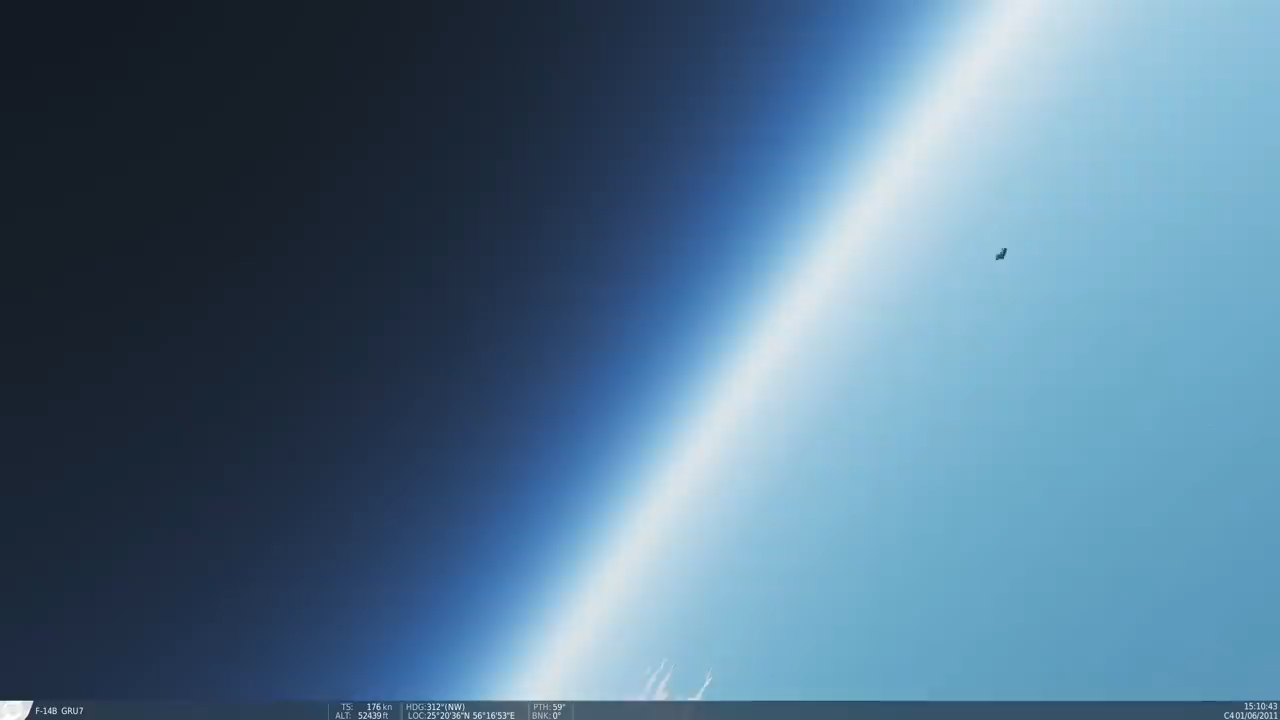 F-14B GRU7
TS: 176 kn HDG:312°(NW) PTH: 59° 15:10:43
ALT: 52439 ft LOC:25°20'36"N 56°16'53"E BNK: 0° C4 01/06/2011